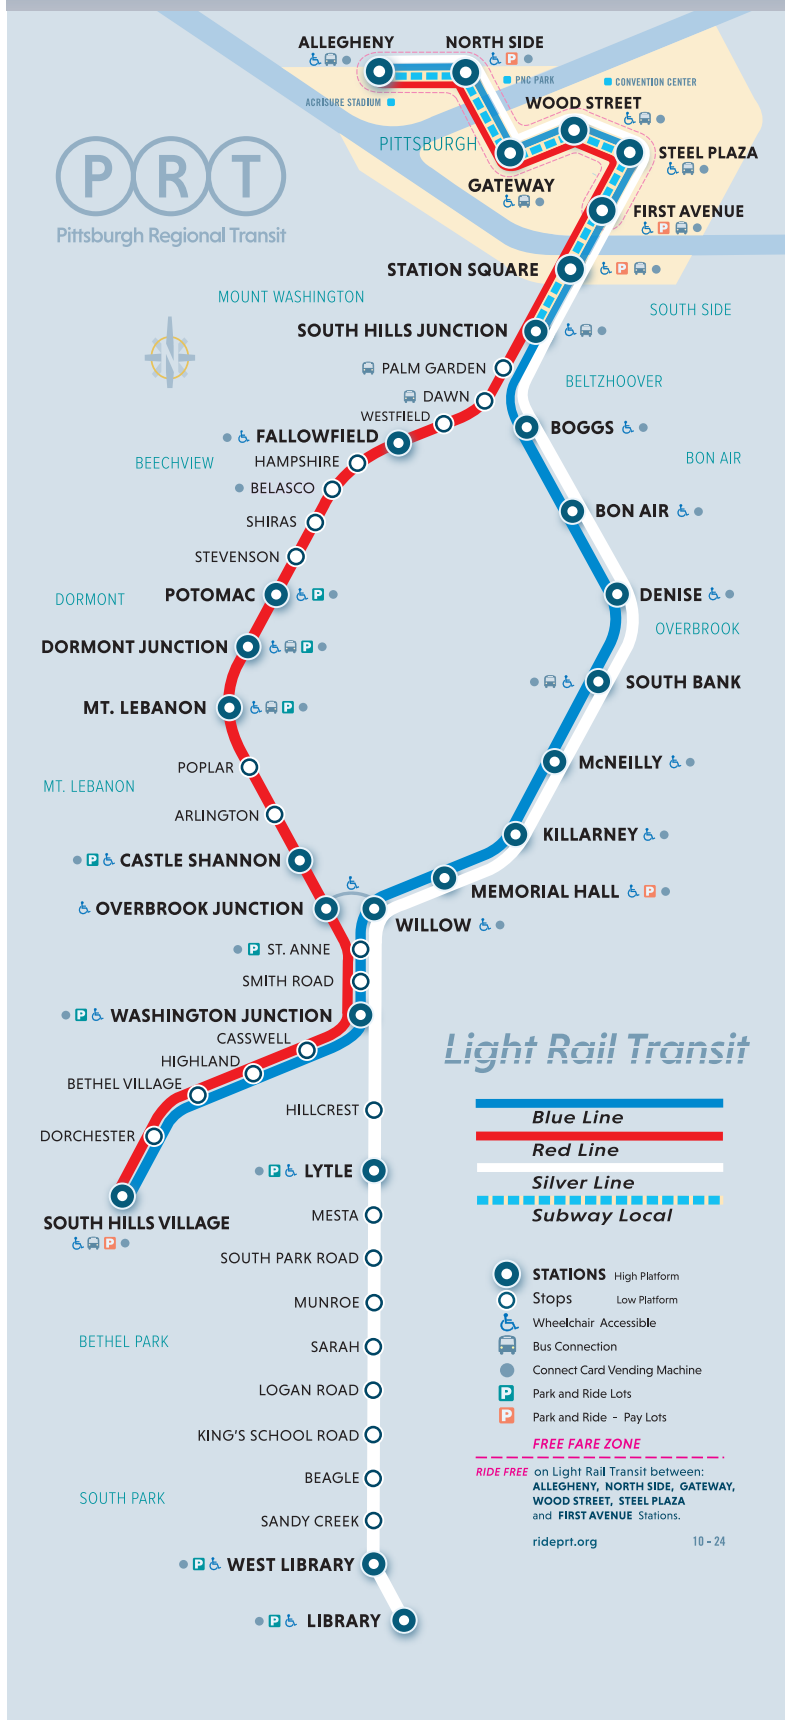 ALLEGHENY
NORTH SIDE
P
PNC PARK
CONVENTION CENTER
ACRISURE STADIUM
WOOD STREET
PITTSBURGH
STEEL PLAZA
GATEWAY
PRT
Pittsburgh Regional Transit
FIRST AVENUE
P
STATION SQUARE
P
MOUNT WASHINGTON
SOUTH SIDE
SOUTH HILLS JUNCTION
PALM GARDEN
BELTZHOOVER
DAWN
WESTFIELD
BOGGS
FALLOWFIELD
BEECHVIEW
HAMPSHIRE
BON AIR
BELASCO
BON AIR
SHIRAS
STEVENSON
DORMONT
POTOMAC
P
DENISE
OVERBROOK
DORMONT JUNCTION
P
SOUTH BANK
MT. LEBANON
P
POPLAR
McNEILLY
MT. LEBANON
ARLINGTON
KILLARNEY
P
CASTLE SHANNON
MEMORIAL HALL
P
OVERBROOK JUNCTION
WILLOW
P
ST. ANNE
SMITH ROAD
P
WASHINGTON JUNCTION
CASSWELL
HIGHLAND
BETHEL VILLAGE
DORCHESTER
SOUTH HILLS VILLAGE
P
HILLCREST
P
LYTLE
MESTA
SOUTH PARK ROAD
MUNROE
BETHEL PARK
SARAH
LOGAN ROAD
KING'S SCHOOL ROAD
BEAGLE
SOUTH PARK
SANDY CREEK
P
WEST LIBRARY
P
LIBRARY
Light Rail Transit
Blue Line
Red Line
Silver Line
Subway Local
STATIONS High Platform
Stops Low Platform
Wheelchair Accessible
Bus Connection
Connect Card Vending Machine
P Park and Ride Lots
P Park and Ride - Pay Lots
FREE FARE ZONE
RIDE FREE on Light Rail Transit between:
ALLEGHENY, NORTH SIDE, GATEWAY,
WOOD STREET, STEEL PLAZA
and FIRST AVENUE Stations.
rideprt.org 10-24